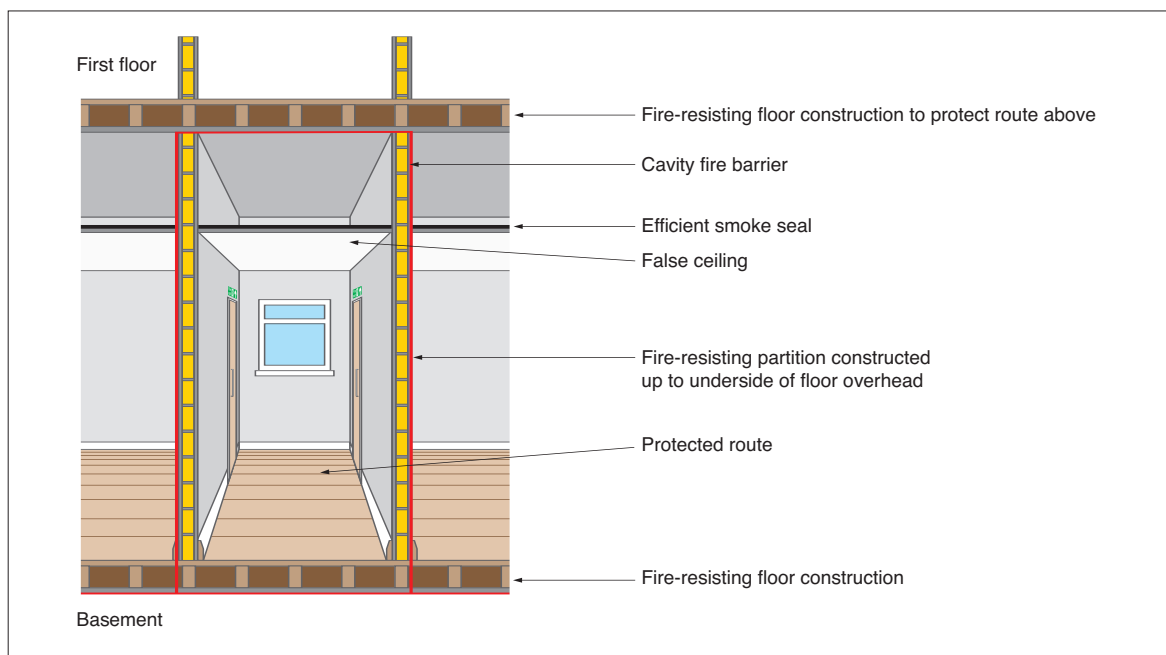 First floor
Fire-resisting floor construction to protect route above
Cavity fire barrier
Efficient smoke seal
False ceiling
Fire-resisting partition constructed
up to underside of floor overhead
Protected route
Fire-resisting floor construction
Basement